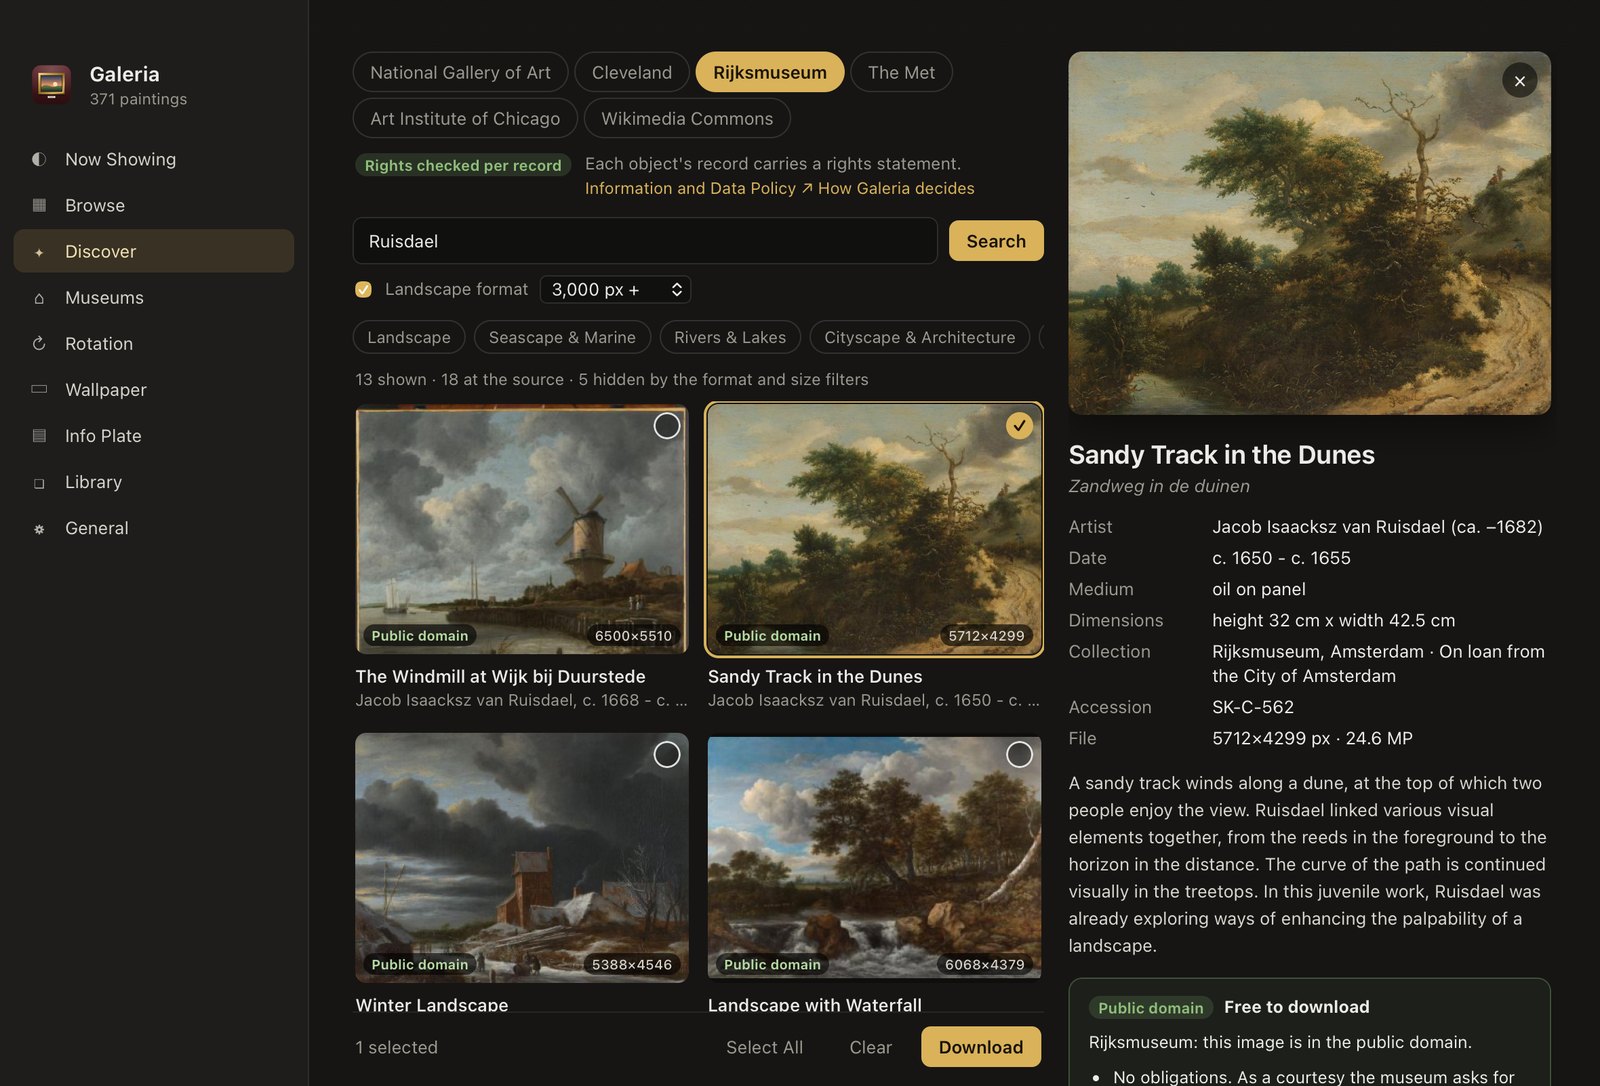 Galeria
371 paintings
Now Showing
Browse
Discover
Museums
Rotation
Wallpaper
Info Plate
Library
General
National Gallery of Art
Cleveland
Rijksmuseum
The Met
Art Institute of Chicago
Wikimedia Commons
Rights checked per record
Each object's record carries a rights statement.
Information and Data Policy ↗ How Galeria decides
Ruisdael
Search
Landscape format
3,000 px +
Landscape
Seascape & Marine
Rivers & Lakes
Cityscape & Architecture
13 shown · 18 at the source · 5 hidden by the format and size filters
Public domain
6500×5510
The Windmill at Wijk bij Duurstede
Jacob Isaacksz van Ruisdael, c. 1668 - c. ...
Public domain
5712×4299
Sandy Track in the Dunes
Jacob Isaacksz van Ruisdael, c. 1650 - c. ...
Public domain
5388×4546
Winter Landscape
Public domain
6068×4379
Landscape with Waterfall
1 selected
Select All
Clear
Download
Sandy Track in the Dunes
Zandweg in de duinen
Artist
Jacob Isaacksz van Ruisdael (ca. –1682)
Date
c. 1650 - c. 1655
Medium
oil on panel
Dimensions
height 32 cm x width 42.5 cm
Collection
Rijksmuseum, Amsterdam · On loan from
the City of Amsterdam
Accession
SK-C-562
File
5712×4299 px · 24.6 MP
A sandy track winds along a dune, at the top of which two
people enjoy the view. Ruisdael linked various visual
elements together, from the reeds in the foreground to the
horizon in the distance. The curve of the path is continued
visually in the treetops. In this juvenile work, Ruisdael was
already exploring ways of enhancing the palpability of a
landscape.
Public domain
Free to download
Rijksmuseum: this image is in the public domain.
• No obligations. As a courtesy the museum asks for